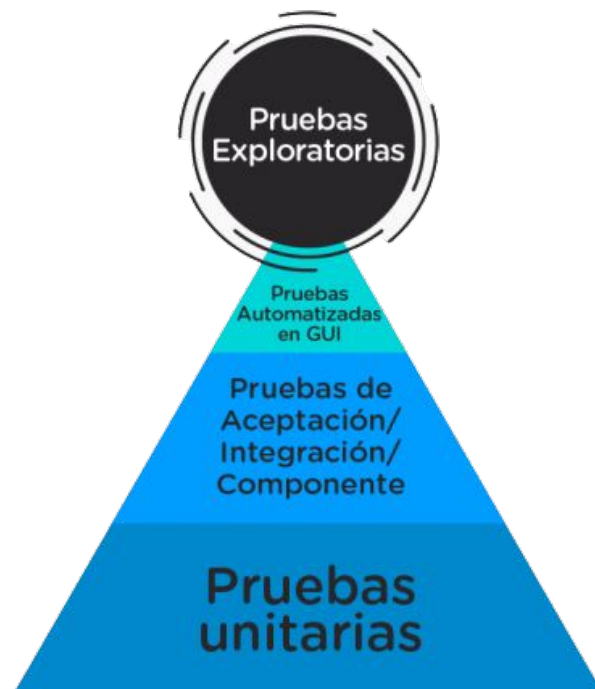 Pruebas
Exploratorias
Pruebas
Automatizadas
en GUI
Pruebas de
Aceptación/
Integración/
Componente
Pruebas
unitarias